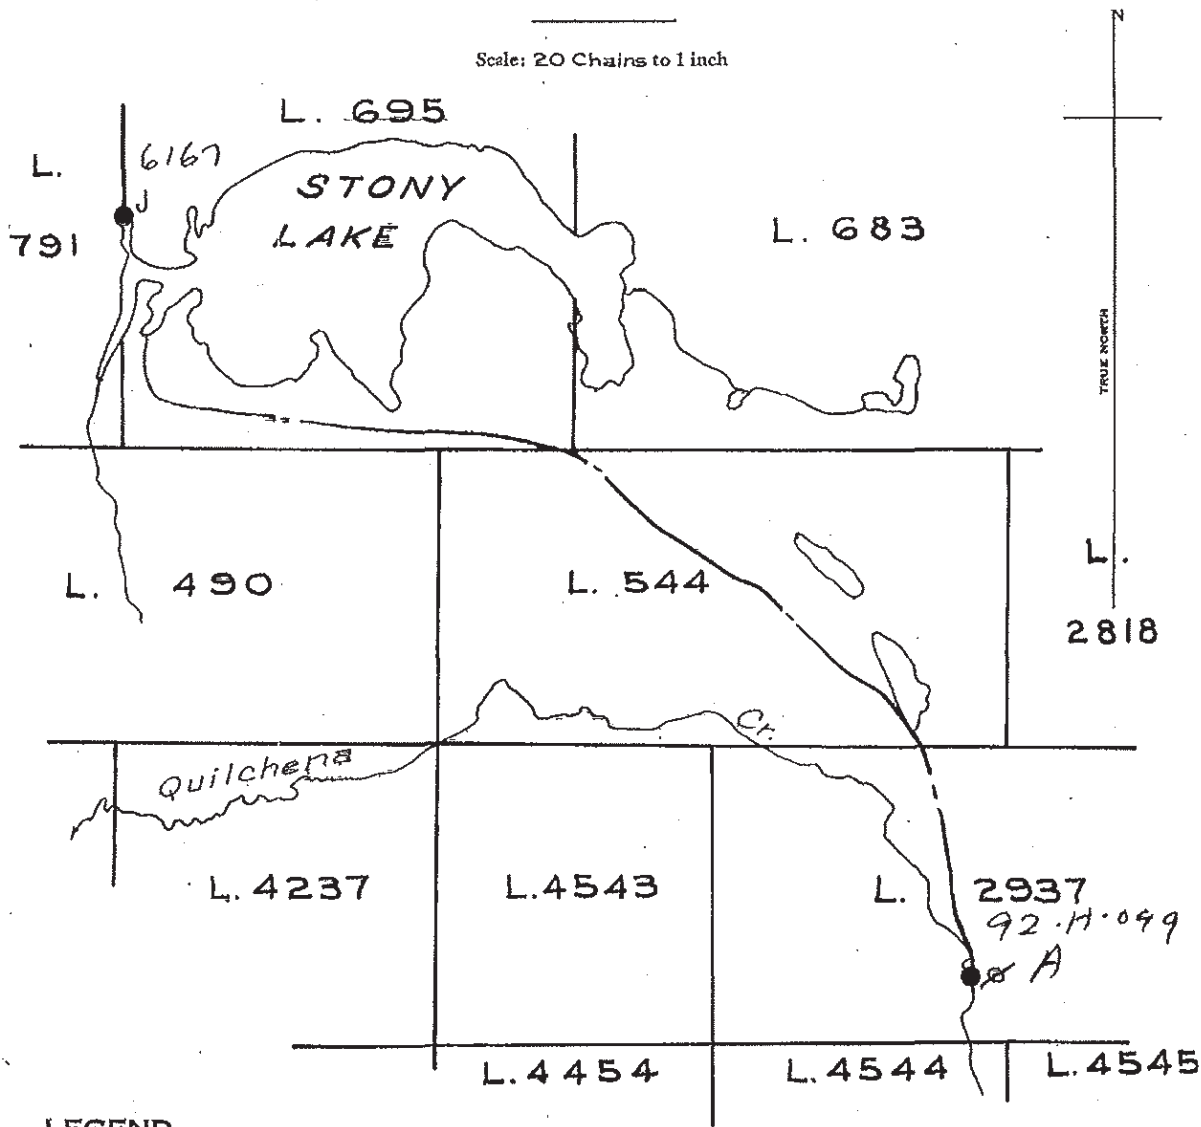 N
Scale: 20 Chains to 1 inch
L. 695
6167
L.
STONY
J
791
LAKE
L. 683
TRUE NORTH
L. 490
L. 544
L.
2818
Cr.
Quilchena
L. 4237
L. 4543
L. 2937
92.H.049
A
L. 4454
L. 4544
L. 4545
LEGEND